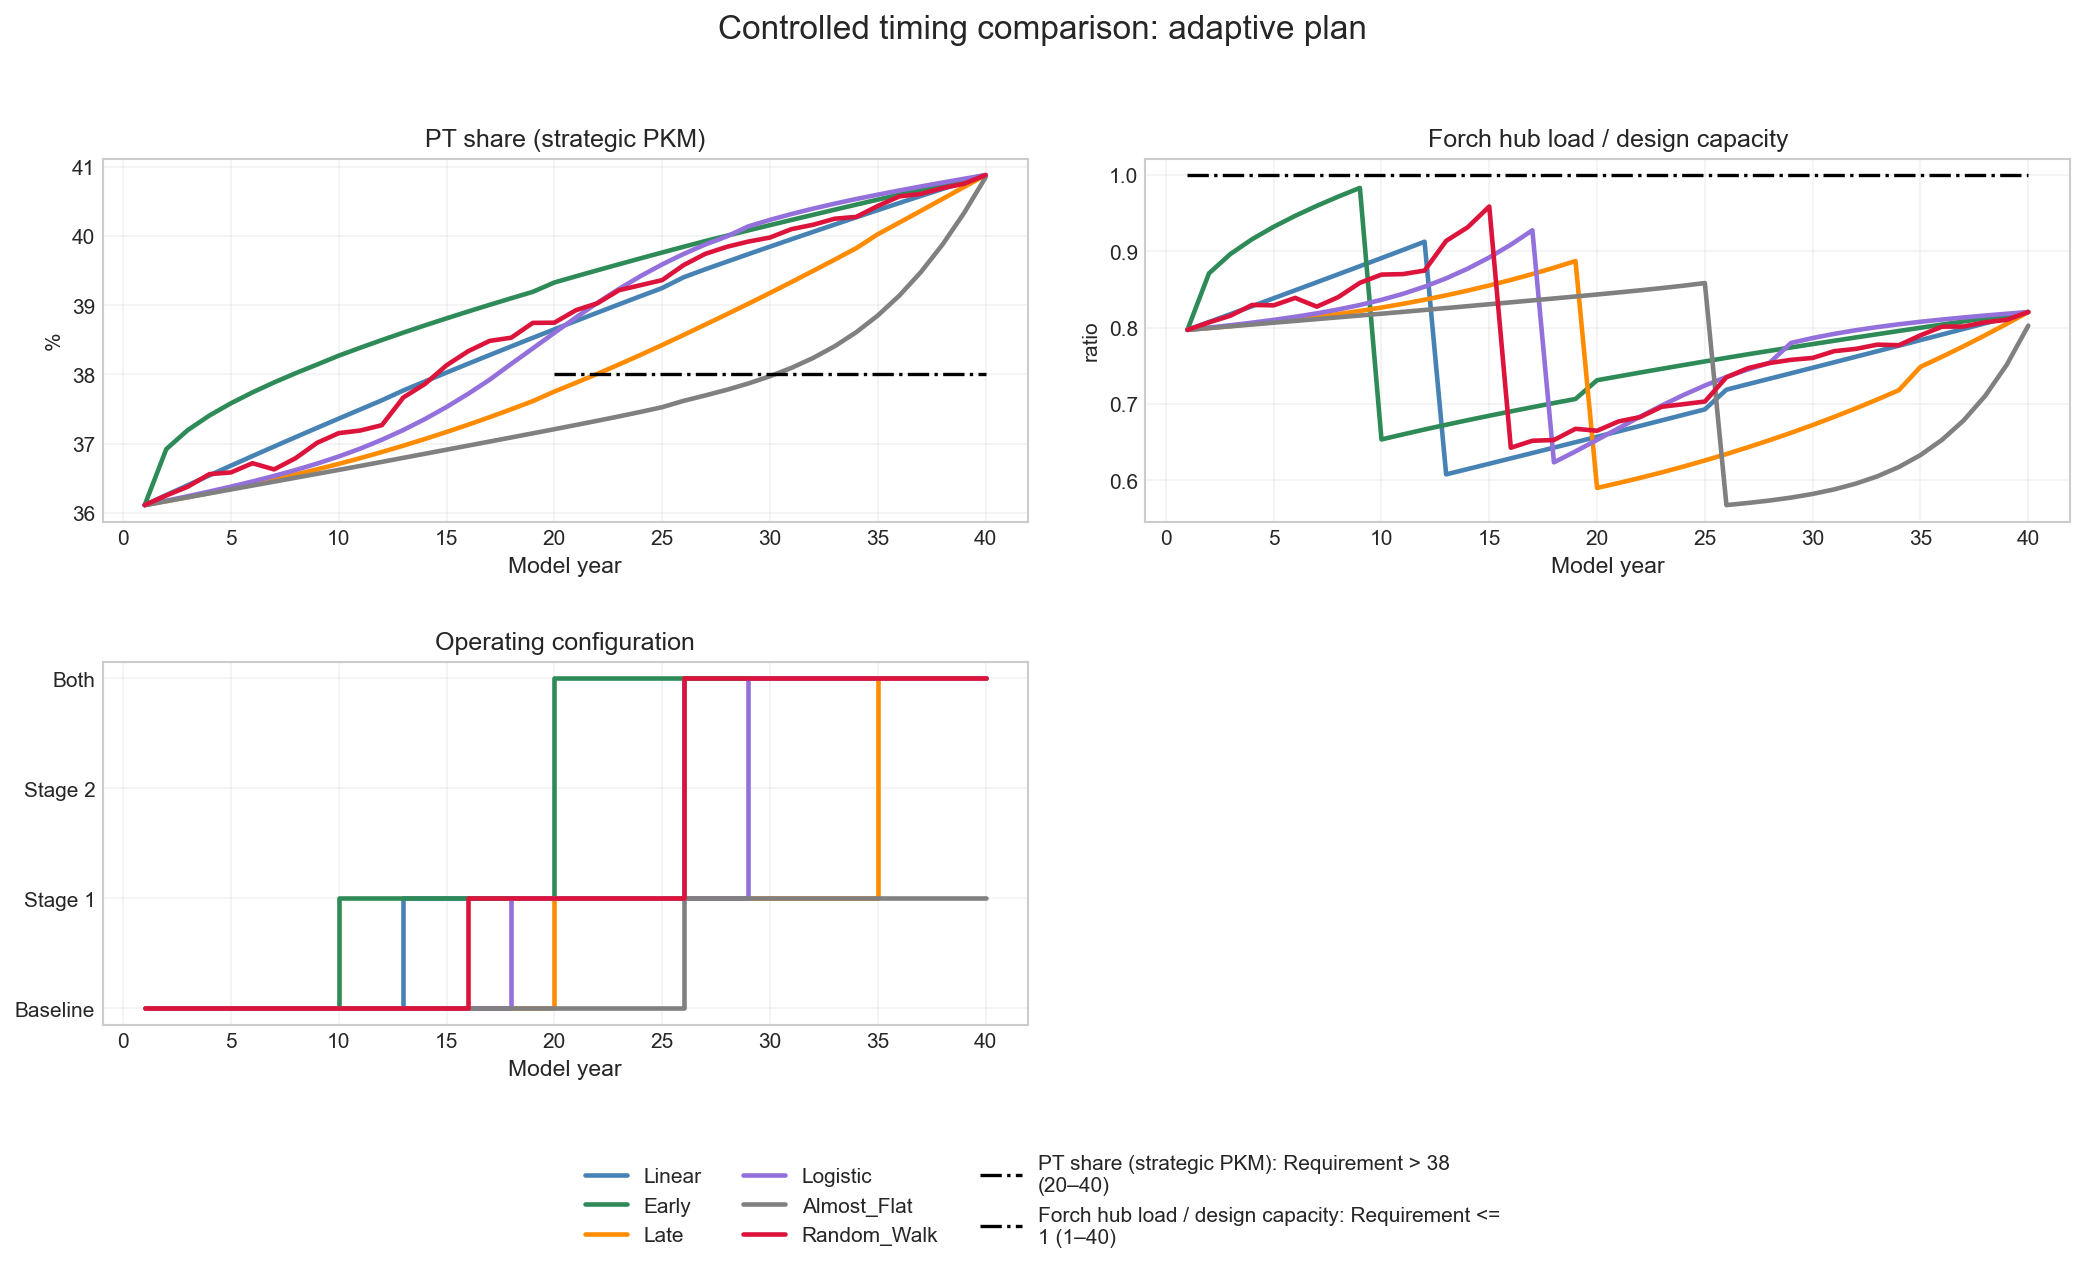 Controlled timing comparison: adaptive plan
PT share (strategic PKM)
41
40
39
38
37
36
%
0 5 10 15 20 25 30 35 40
Model year
Forch hub load / design capacity
1.0
0.9
0.8
0.7
0.6
ratio
0 5 10 15 20 25 30 35 40
Model year
Operating configuration
Both
Stage 2
Stage 1
Baseline
0 5 10 15 20 25 30 35 40
Model year
Linear
Early
Late
Logistic
Almost_Flat
Random_Walk
PT share (strategic PKM): Requirement > 38
(20–40)
Forch hub load / design capacity: Requirement <=
1 (1–40)